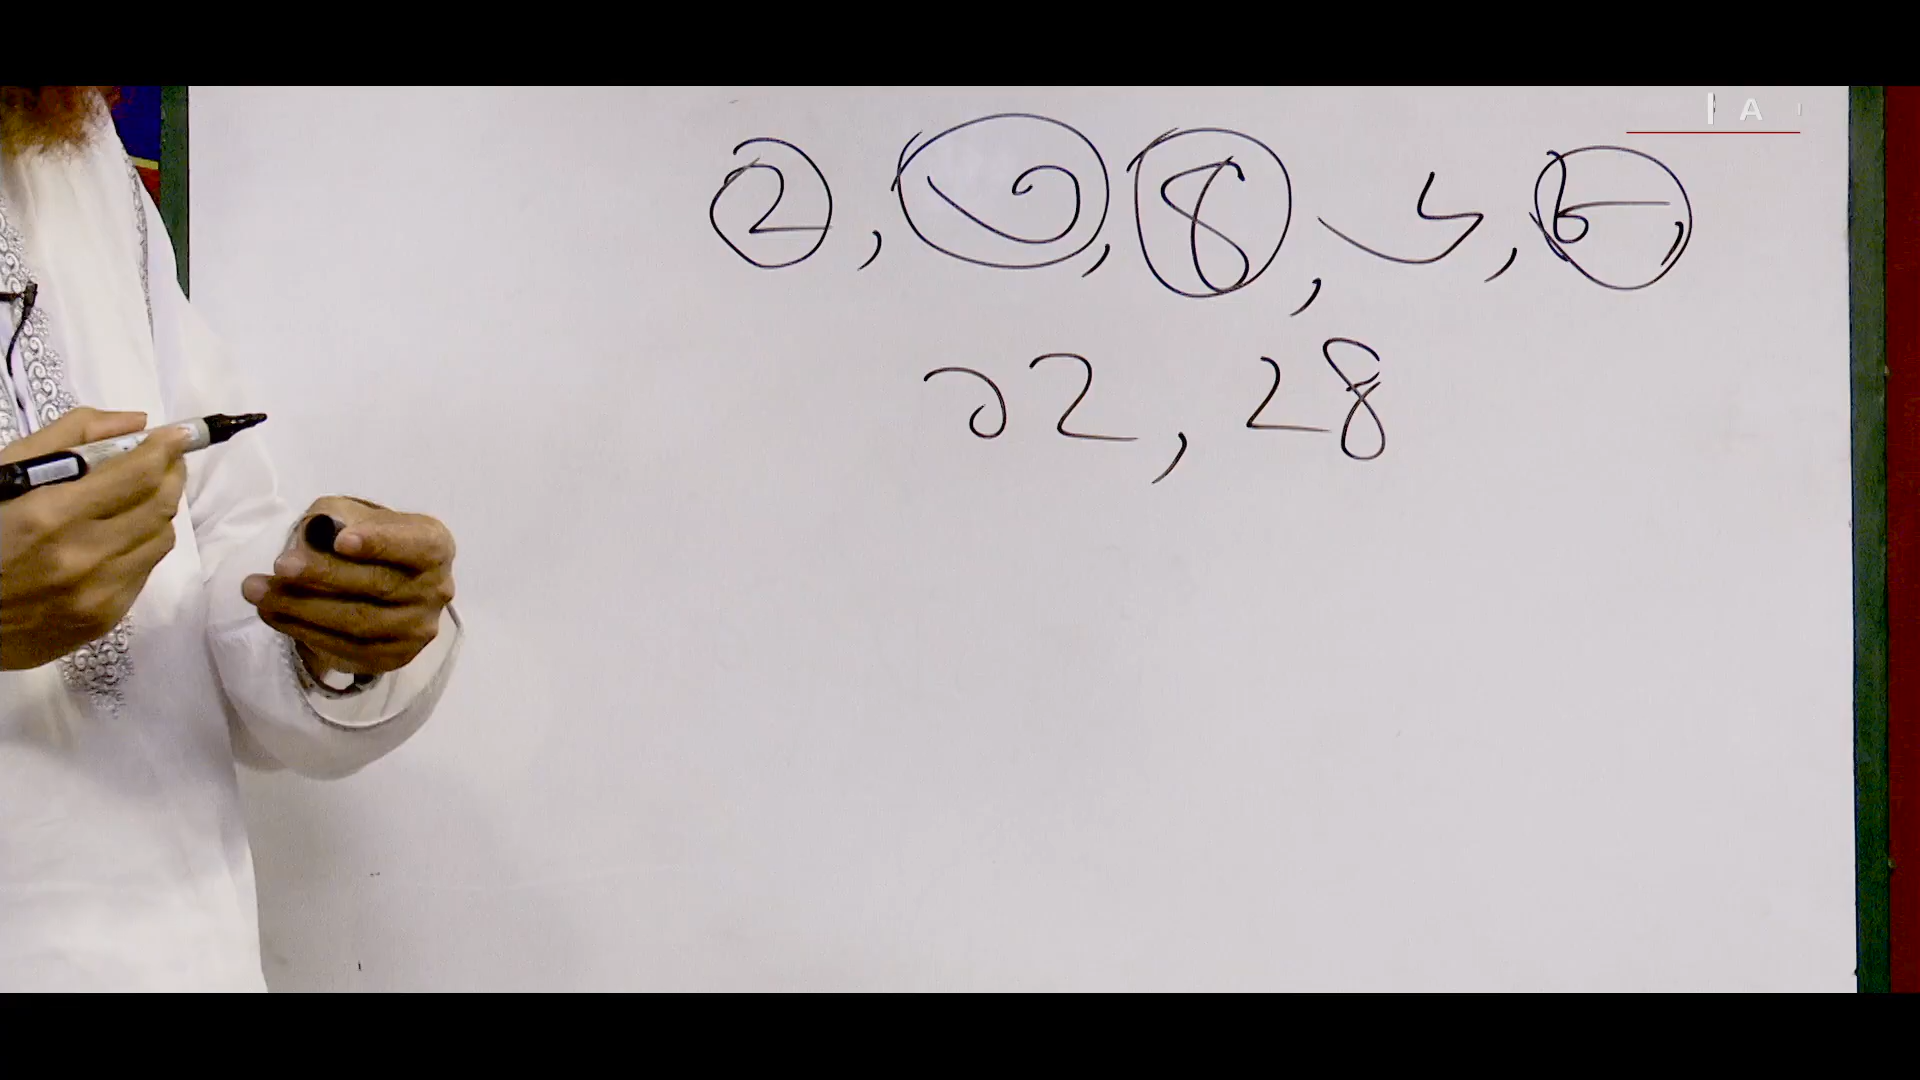 ২, ৩, ৪, ৬, ৮,
১২, ২৪